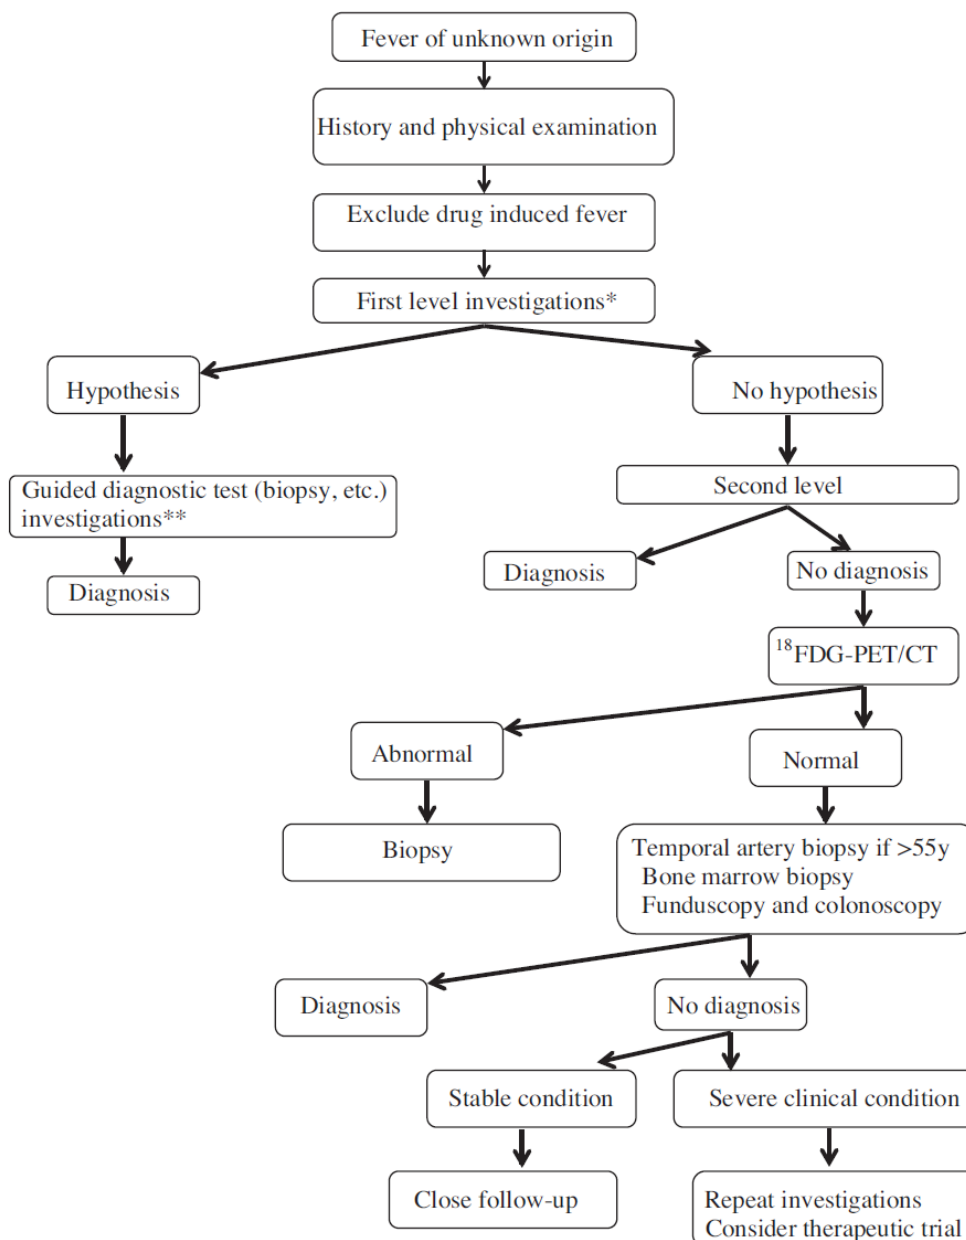 Fever of unknown origin
History and physical examination
Exclude drug induced fever
First level investigations*
Hypothesis
No hypothesis
Guided diagnostic test (biopsy, etc.)
investigations**
Second level
Diagnosis
Diagnosis
No diagnosis
¹⁸FDG-PET/CT
Abnormal
Normal
Biopsy
Temporal artery biopsy if >55y
Bone marrow biopsy
Funduscopy and colonoscopy
Diagnosis
No diagnosis
Stable condition
Severe clinical condition
Close follow-up
Repeat investigations
Consider therapeutic trial